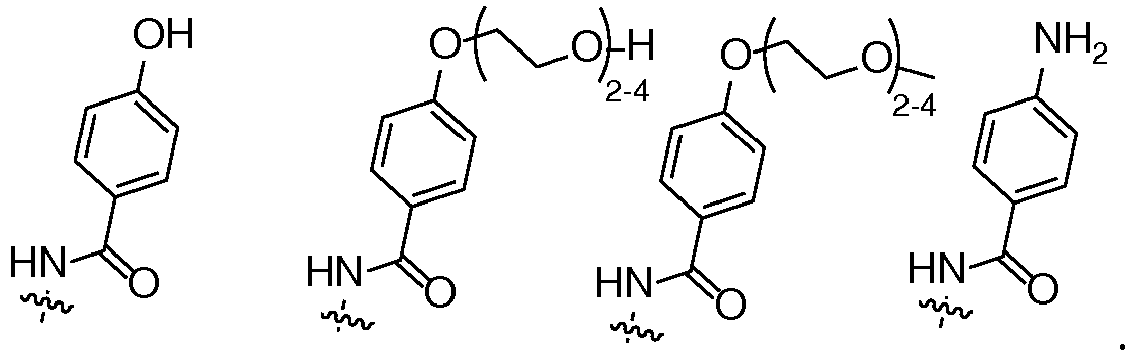 OH
O ( O ) H 2-4
O ( O ) 2-4
NH2
HN O
HN O
HN O
HN O
.